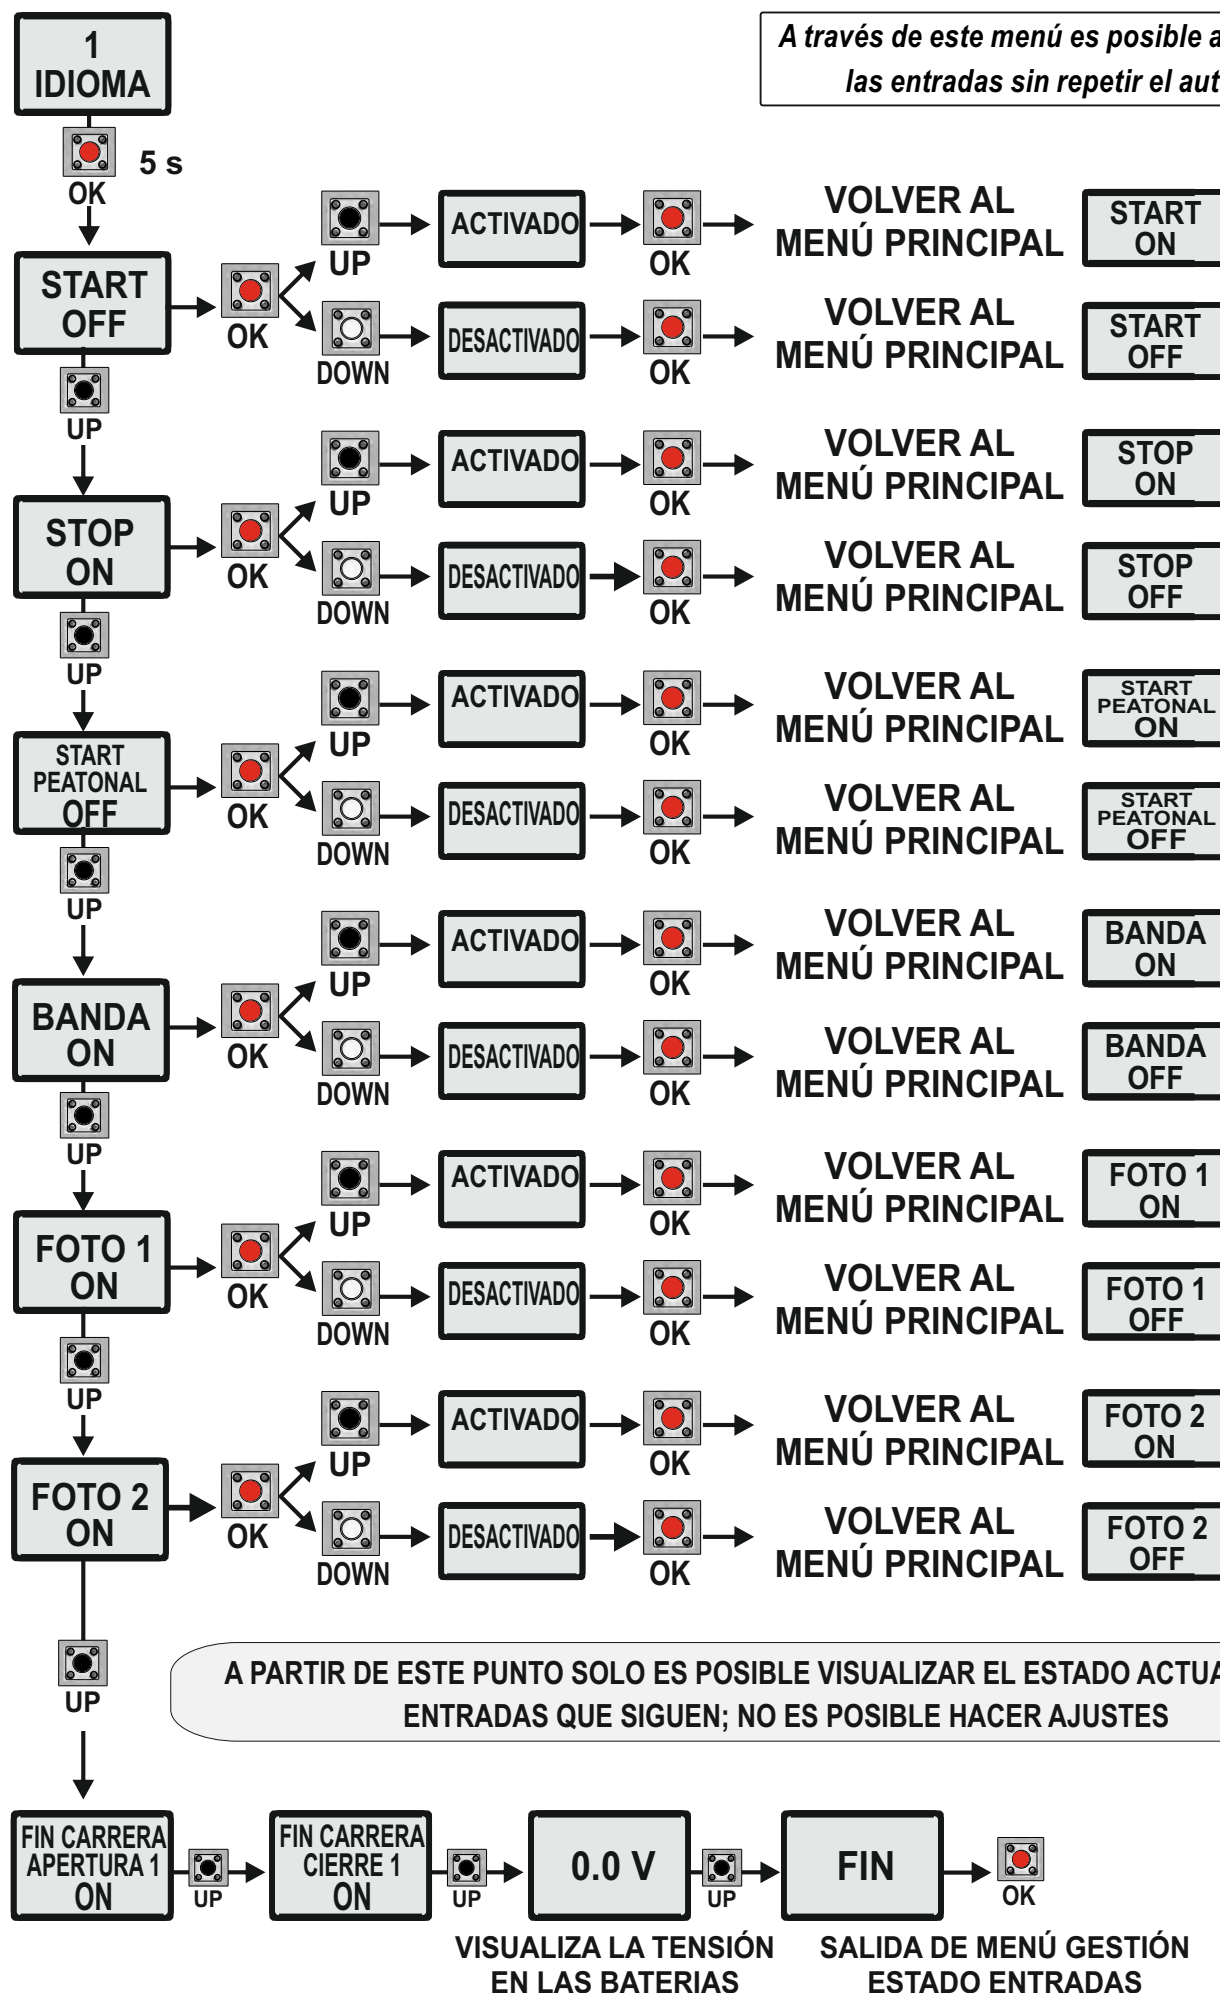 1
IDIOMA
A través de este menú es posible a
las entradas sin repetir el aut
5 s
OK
START
OFF
OK
UP
ACTIVADO
OK
VOLVER AL
MENÚ PRINCIPAL
START
ON
DOWN
DESACTIVADO
OK
VOLVER AL
MENÚ PRINCIPAL
START
OFF
UP
STOP
ON
OK
UP
ACTIVADO
OK
VOLVER AL
MENÚ PRINCIPAL
STOP
ON
DOWN
DESACTIVADO
OK
VOLVER AL
MENÚ PRINCIPAL
STOP
OFF
UP
START
PEATONAL
OFF
OK
UP
ACTIVADO
OK
VOLVER AL
MENÚ PRINCIPAL
START
PEATONAL
ON
DOWN
DESACTIVADO
OK
VOLVER AL
MENÚ PRINCIPAL
START
PEATONAL
OFF
UP
BANDA
ON
OK
UP
ACTIVADO
OK
VOLVER AL
MENÚ PRINCIPAL
BANDA
ON
DOWN
DESACTIVADO
OK
VOLVER AL
MENÚ PRINCIPAL
BANDA
OFF
UP
FOTO 1
ON
OK
UP
ACTIVADO
OK
VOLVER AL
MENÚ PRINCIPAL
FOTO 1
ON
DOWN
DESACTIVADO
OK
VOLVER AL
MENÚ PRINCIPAL
FOTO 1
OFF
UP
FOTO 2
ON
OK
UP
ACTIVADO
OK
VOLVER AL
MENÚ PRINCIPAL
FOTO 2
ON
DOWN
DESACTIVADO
OK
VOLVER AL
MENÚ PRINCIPAL
FOTO 2
OFF
UP
A PARTIR DE ESTE PUNTO SOLO ES POSIBLE VISUALIZAR EL ESTADO ACTUA
ENTRADAS QUE SIGUEN; NO ES POSIBLE HACER AJUSTES
FIN CARRERA
APERTURA 1
ON
UP
FIN CARRERA
CIERRE 1
ON
UP
0.0 V
UP
FIN
OK
VISUALIZA LA TENSIÓN
EN LAS BATERIAS
SALIDA DE MENÚ GESTIÓN
ESTADO ENTRADAS